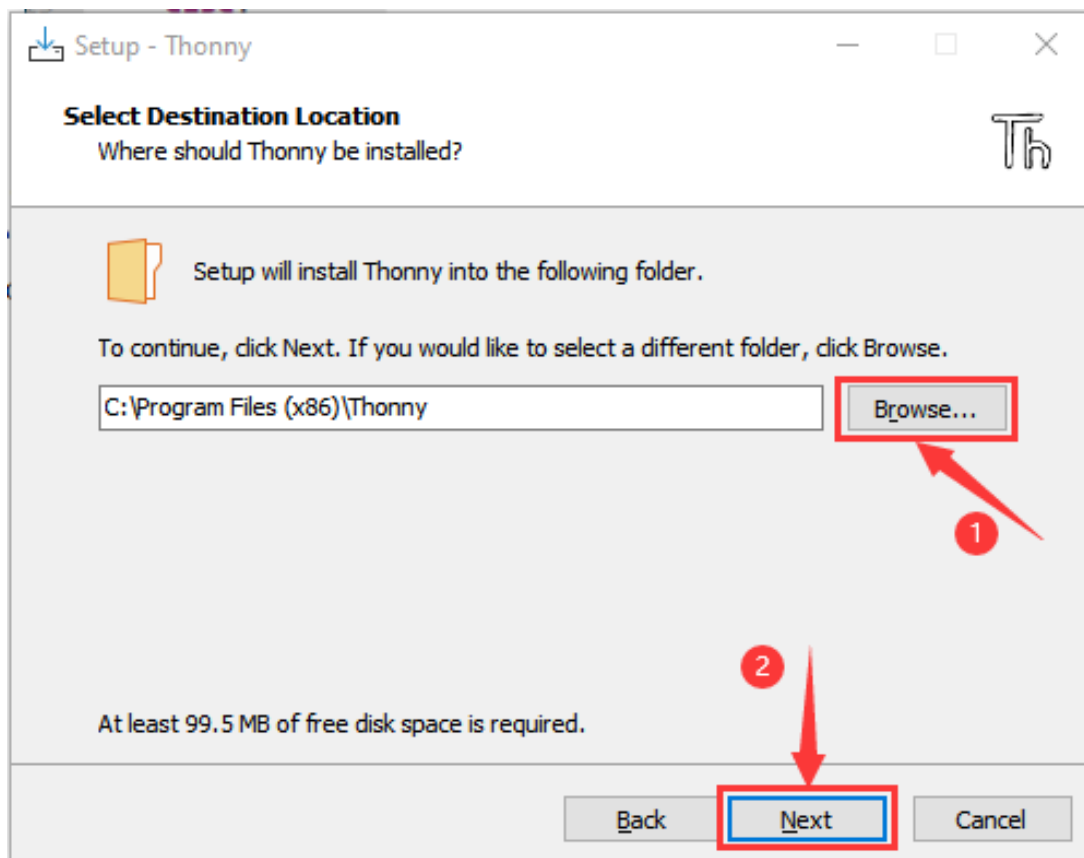 Setup - Thonny
Select Destination Location
Where should Thonny be installed?
Th
Setup will install Thonny into the following folder.
To continue, click Next. If you would like to select a different folder, click Browse.
C:\Program Files (x86)\Thonny
Browse...
1
2
At least 99.5 MB of free disk space is required.
Back
Next
Cancel